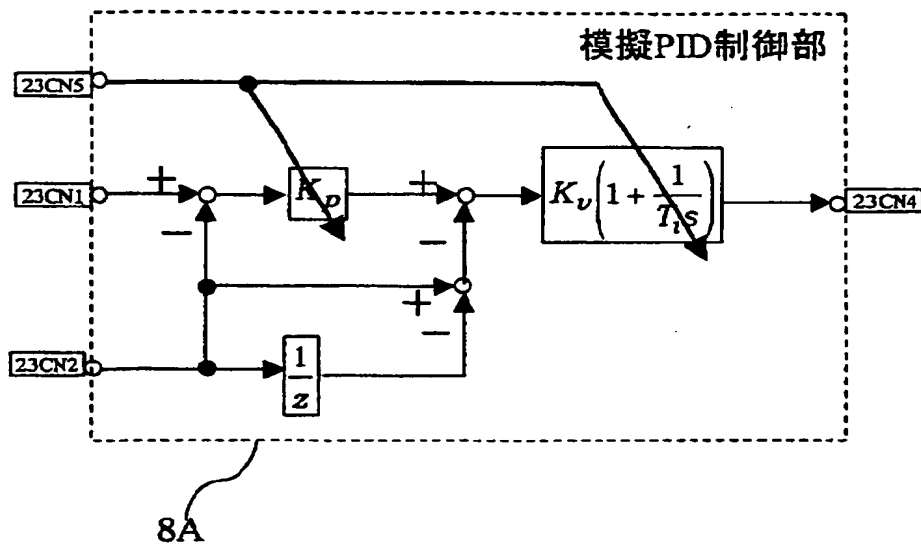 模擬PID制御部
23CN5
23CN1
+
−
K_p
+
−
K_v(1+1/(T_i s))
23CN4
+
−
23CN2
1/z
8A